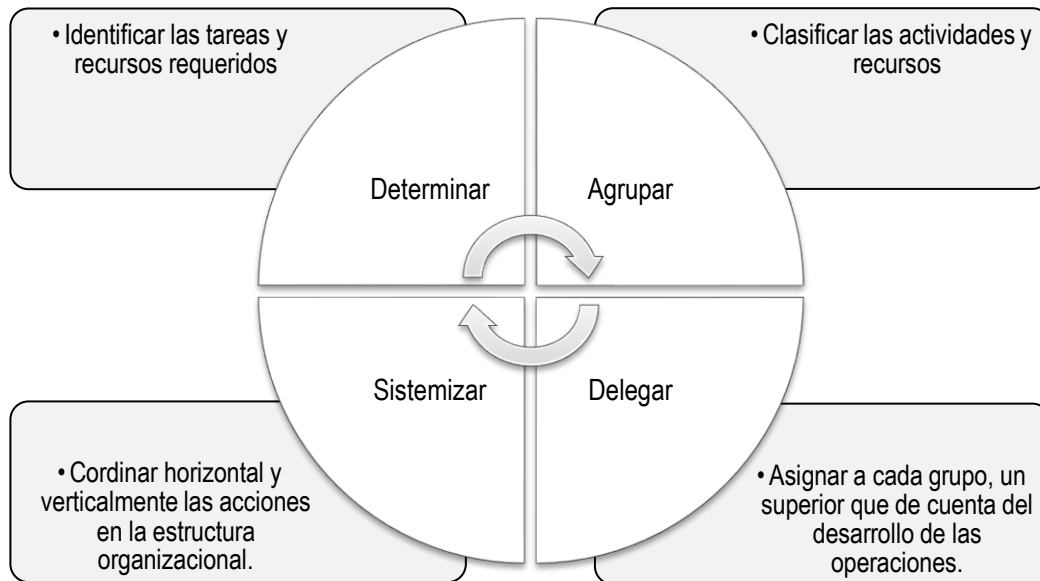 • Identificar las tareas y
recursos requeridos
• Clasificar las actividades y
recursos
Determinar
Agrupar
Sistemizar
Delegar
• Cordinar horizontal y
verticalmente las acciones
en la estructura
organizacional.
• Asignar a cada grupo, un
superior que de cuenta del
desarrollo de las
operaciones.